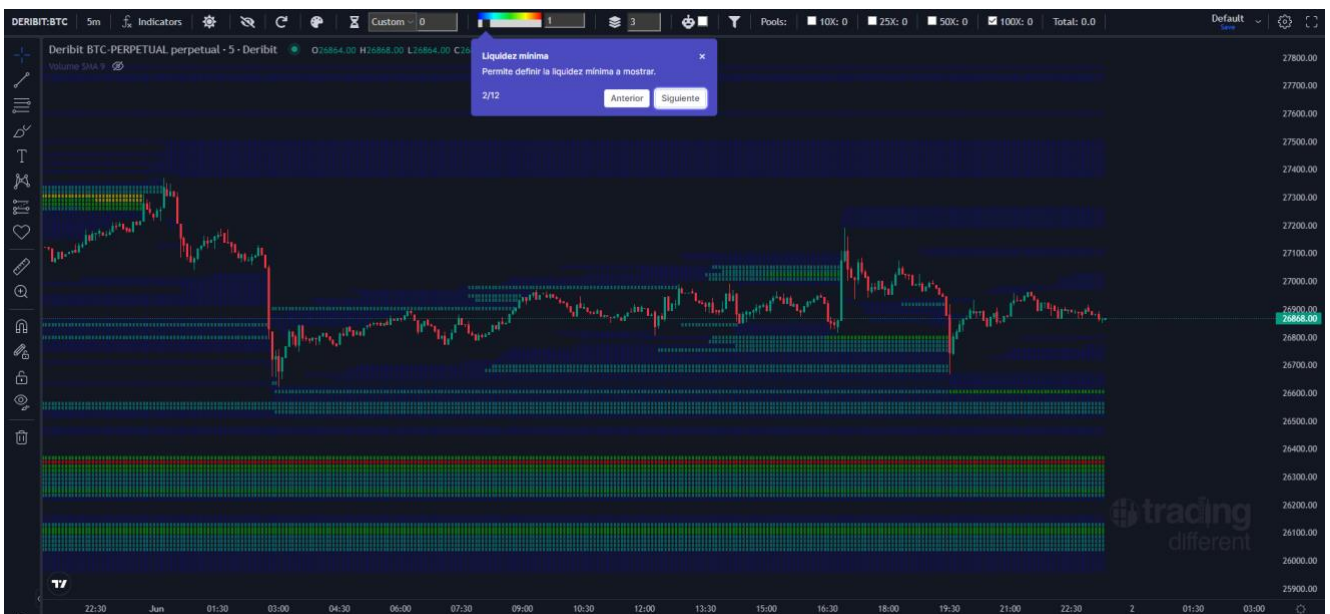 DERIBIT:BTC 5m Indicators Custom 0 1 3 Pools: 10X: 0 25X: 0 50X: 0 100X: 0 Total: 0.0 Default
Save
Deribit BTC-PERPETUAL perpetual · 5 · Deribit O26864.00 H26868.00 L26864.00 C26
Volume SMA 9
Liquidez mínima ×
Permite definir la liquidez mínima a mostrar.
2/12 Anterior Siguiente
27800.00
27700.00
27600.00
27500.00
27400.00
27300.00
27200.00
27100.00
27000.00
26900.00
26868.00
26800.00
26700.00
26600.00
26500.00
26400.00
26300.00
26200.00
26100.00
26000.00
25900.00
trading
different
22:30 Jun 01:30 03:00 04:30 06:00 07:30 09:00 10:30 12:00 13:30 15:00 16:30 18:00 19:30 21:00 22:30 2 01:30 03:00